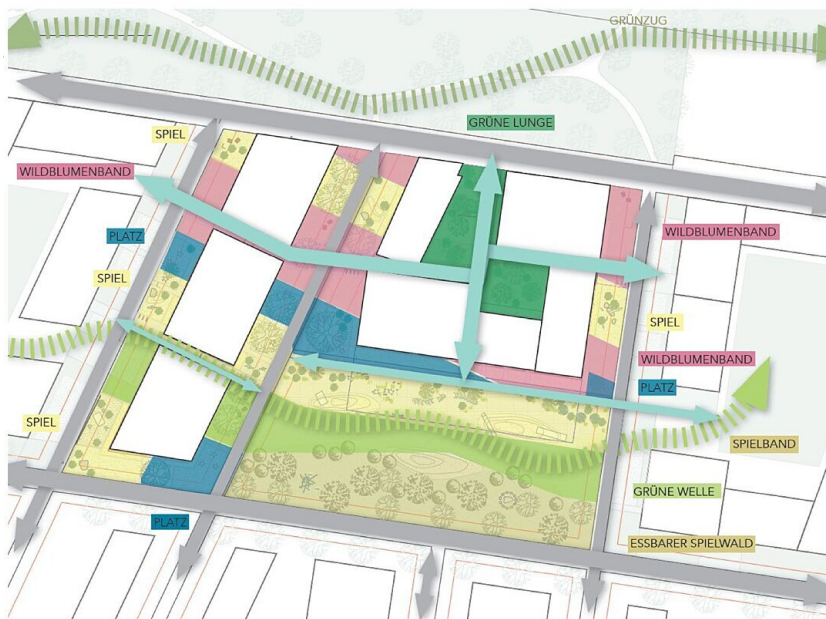 GRÜNZUG
GRÜNE LUNGE
SPIEL
WILDBLUMENBAND
PLATZ
WILDBLUMENBAND
SPIEL
SPIEL
WILDBLUMENBAND
PLATZ
SPIEL
SPIELBAND
GRÜNE WELLE
PLATZ
ESSBARER SPIELWALD